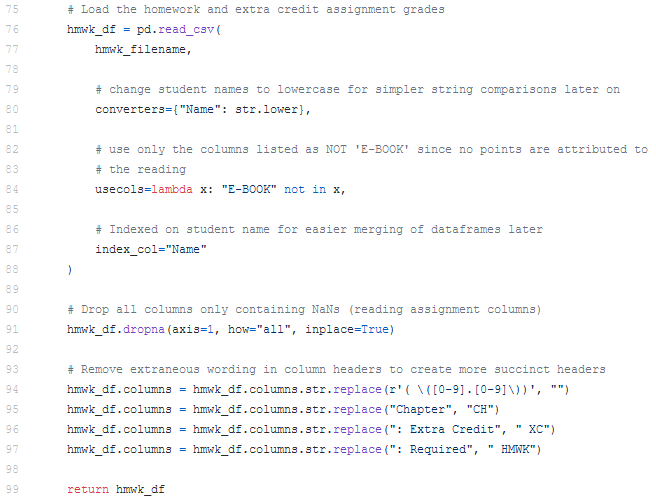 75 # Load the homework and extra credit assignment grades
76 hmwk_df = pd.read_csv(
77 hmwk_filename,
78
79 # change student names to lowercase for simpler string comparisons later on
80 converters={"Name": str.lower},
81
82 # use only the columns listed as NOT 'E-BOOK' since no points are attributed to
83 # the reading
84 usecols=lambda x: "E-BOOK" not in x,
85
86 # Indexed on student name for easier merging of dataframes later
87 index_col="Name"
88 )
89
90 # Drop all columns only containing NaNs (reading assignment columns)
91 hmwk_df.dropna(axis=1, how="all", inplace=True)
92
93 # Remove extraneous wording in column headers to create more succinct headers
94 hmwk_df.columns = hmwk_df.columns.str.replace(r'( \([0-9].[0-9]\))', "")
95 hmwk_df.columns = hmwk_df.columns.str.replace("Chapter", "CH")
96 hmwk_df.columns = hmwk_df.columns.str.replace(": Extra Credit", " XC")
97 hmwk_df.columns = hmwk_df.columns.str.replace(": Required", " HMWK")
98
99 return hmwk_df